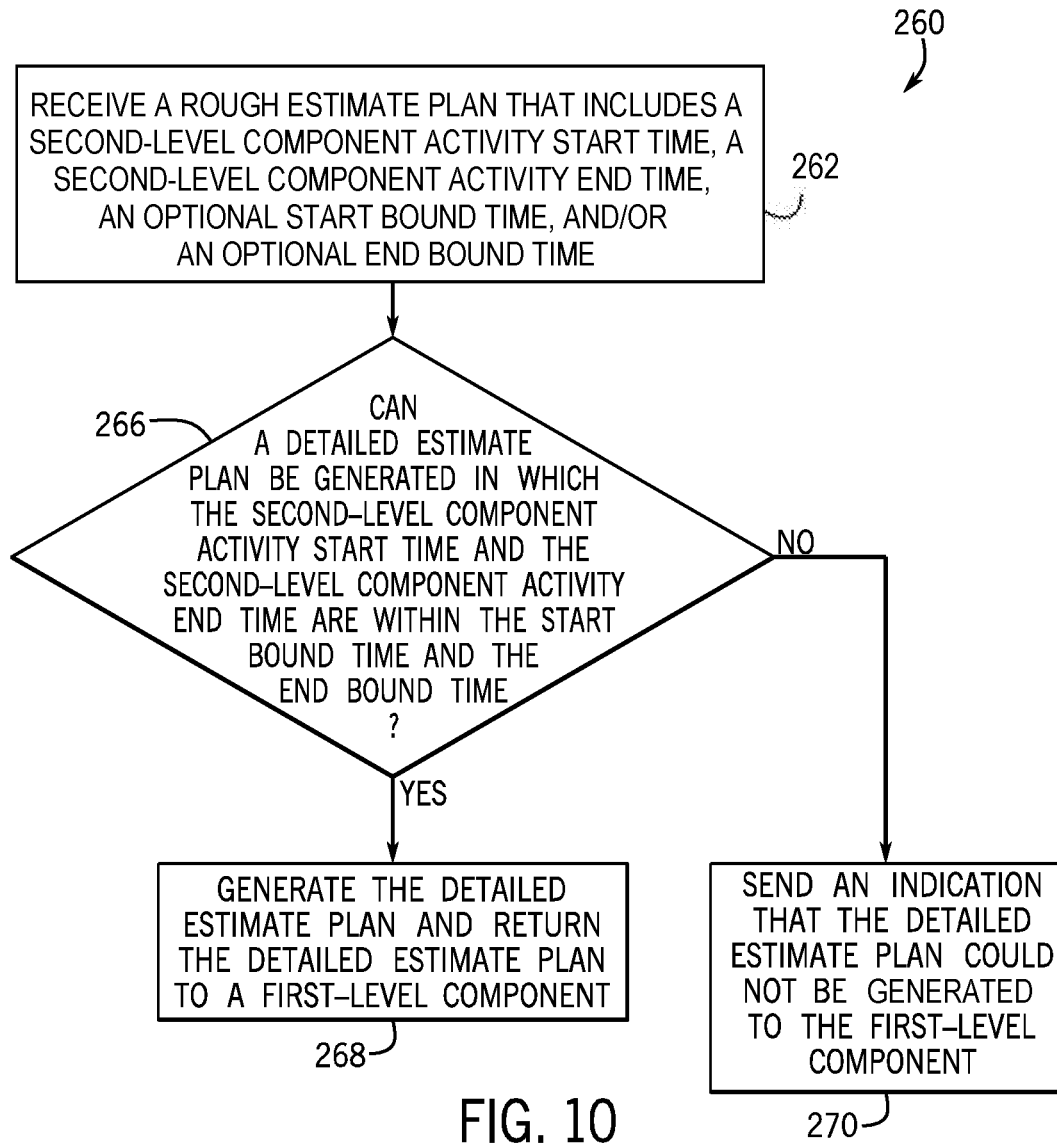 260
RECEIVE A ROUGH ESTIMATE PLAN THAT INCLUDES A
SECOND-LEVEL COMPONENT ACTIVITY START TIME, A
SECOND-LEVEL COMPONENT ACTIVITY END TIME,
AN OPTIONAL START BOUND TIME, AND/OR
AN OPTIONAL END BOUND TIME
262
266
CAN
A DETAILED ESTIMATE
PLAN BE GENERATED IN WHICH
THE SECOND–LEVEL COMPONENT
ACTIVITY START TIME AND THE
SECOND–LEVEL COMPONENT ACTIVITY
END TIME ARE WITHIN THE START
BOUND TIME AND THE
END BOUND TIME
?
NO
YES
GENERATE THE DETAILED
ESTIMATE PLAN AND RETURN
THE DETAILED ESTIMATE PLAN
TO A FIRST–LEVEL COMPONENT
268
SEND AN INDICATION
THAT THE DETAILED
ESTIMATE PLAN COULD
NOT BE GENERATED
TO THE FIRST–LEVEL
COMPONENT
270
FIG. 10